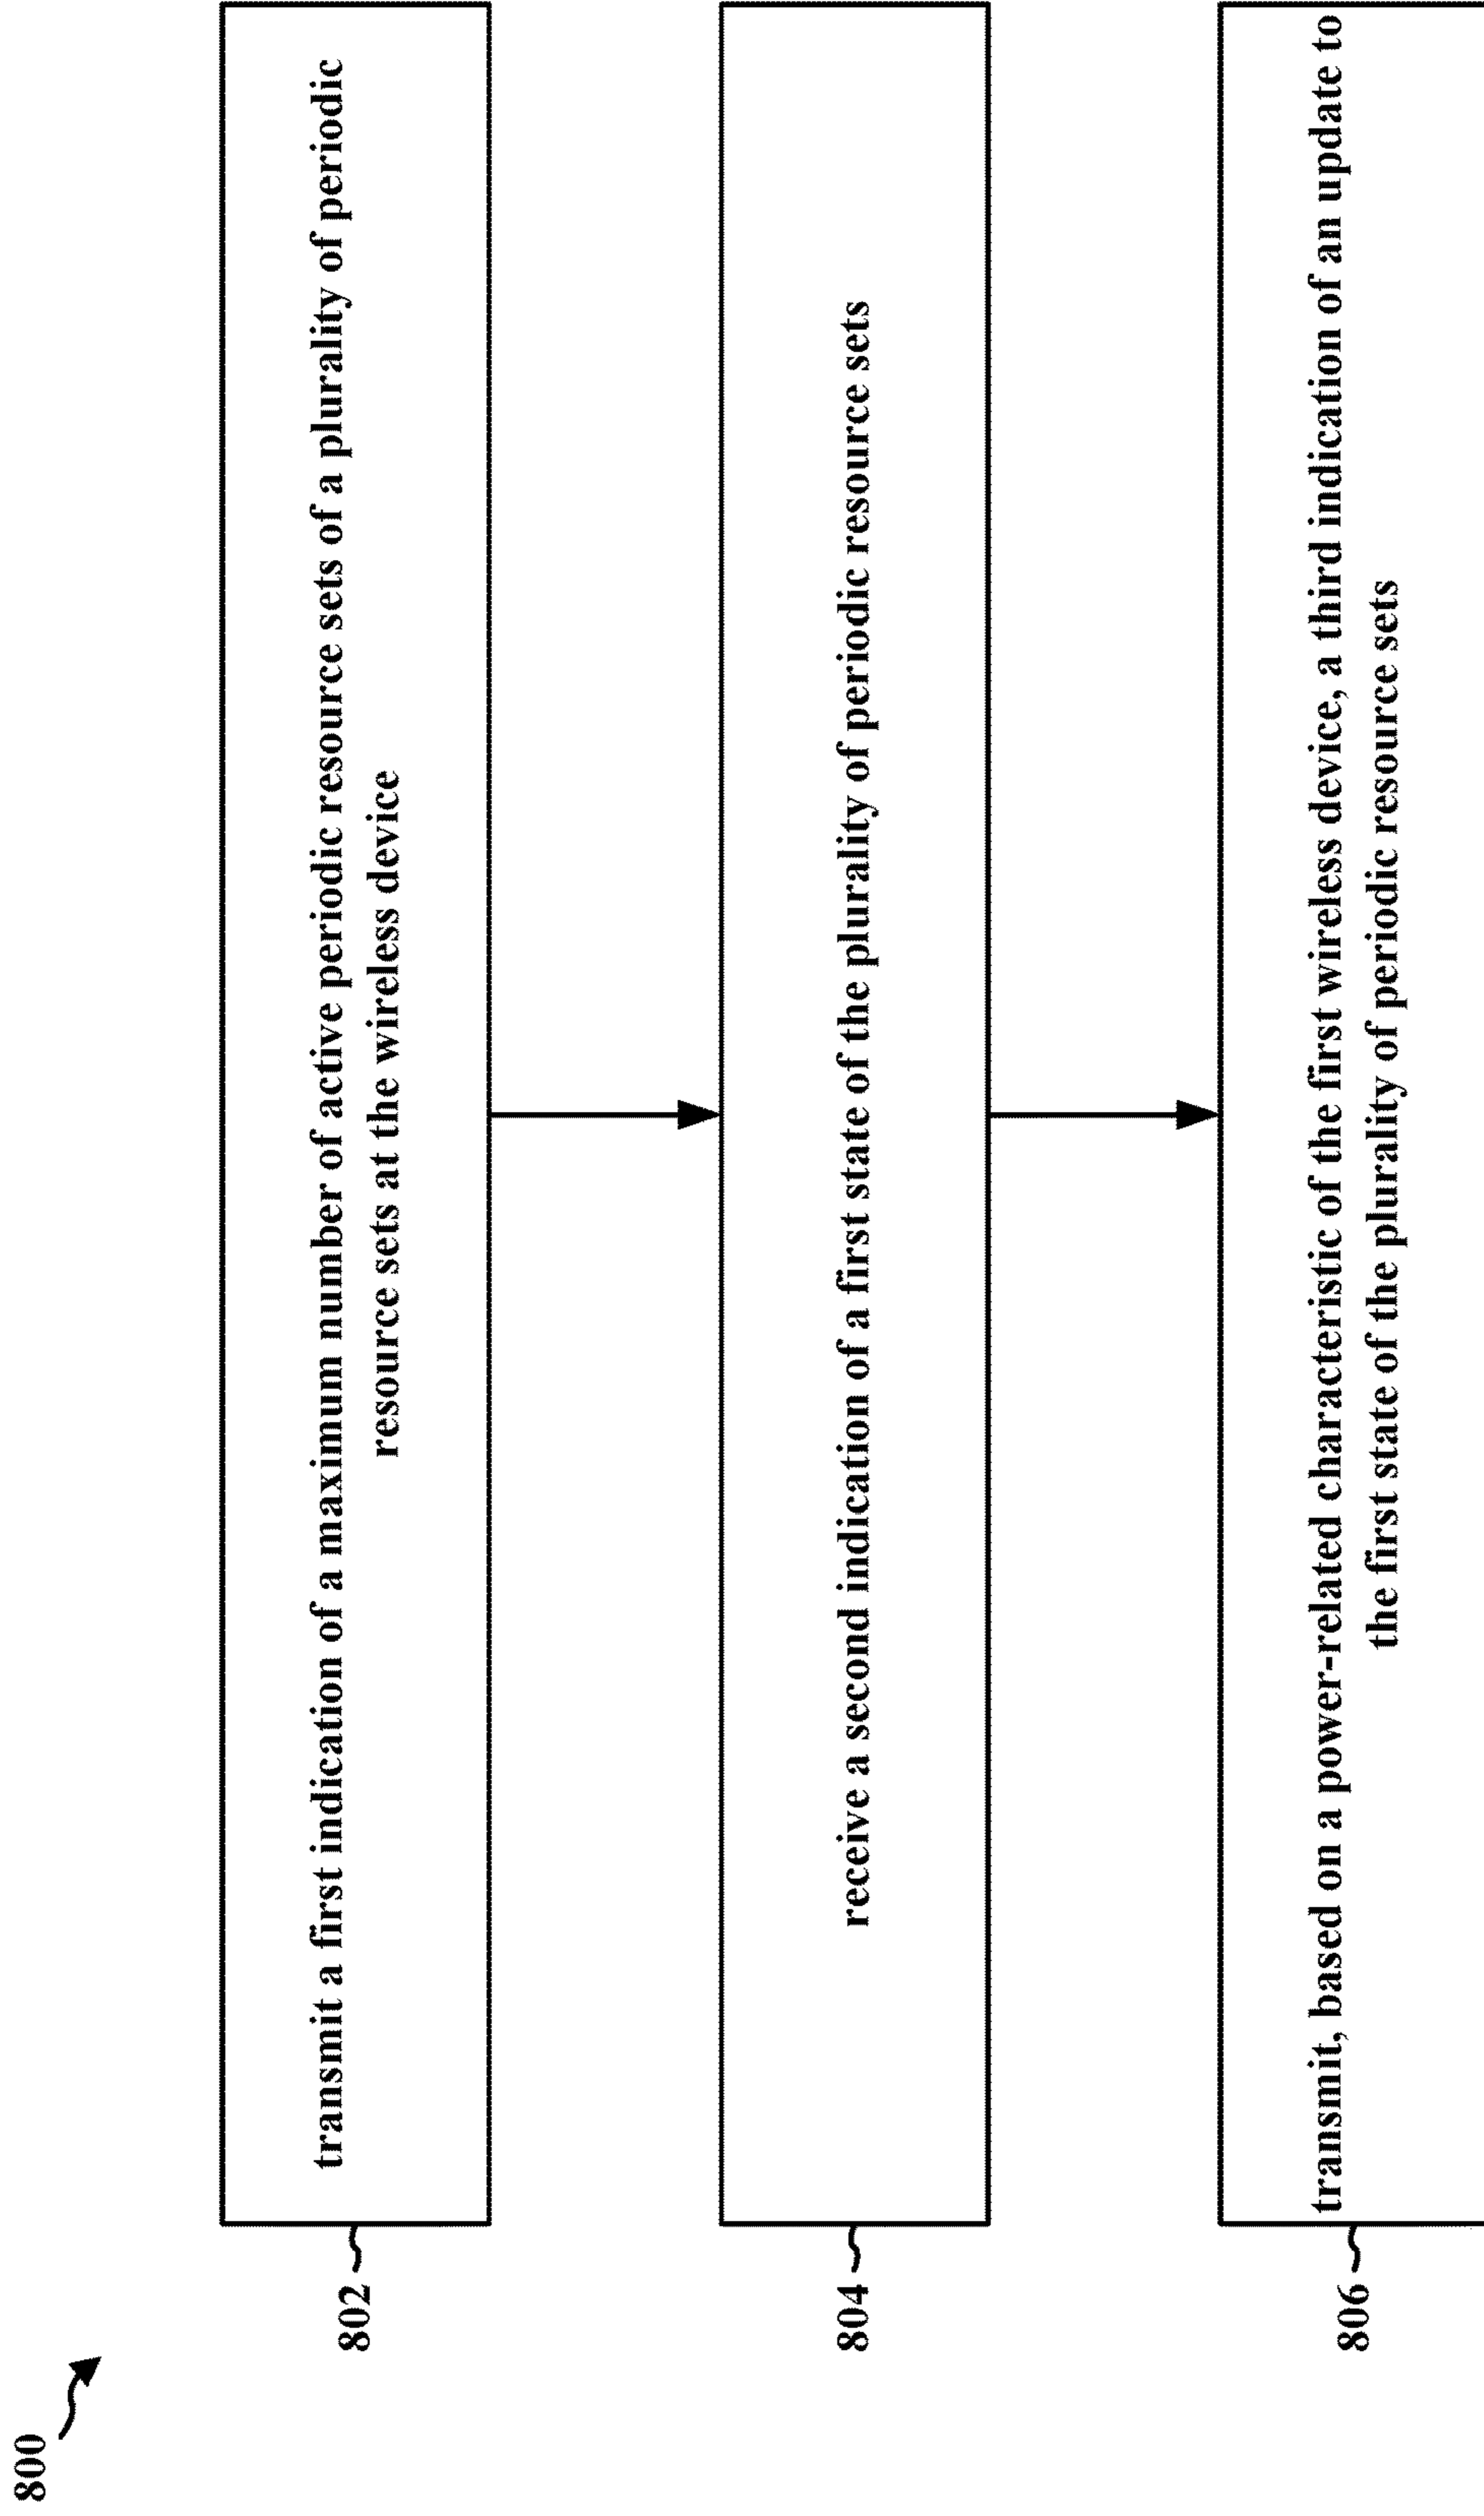 800
802
transmit a first indication of a maximum number of active periodic resource sets of a plurality of periodic
resource sets at the wireless device
804
receive a second indication of a first state of the plurality of periodic resource sets
806
transmit, based on a power-related characteristic of the first wireless device, a third indication of an update to
the first state of the plurality of periodic resource sets